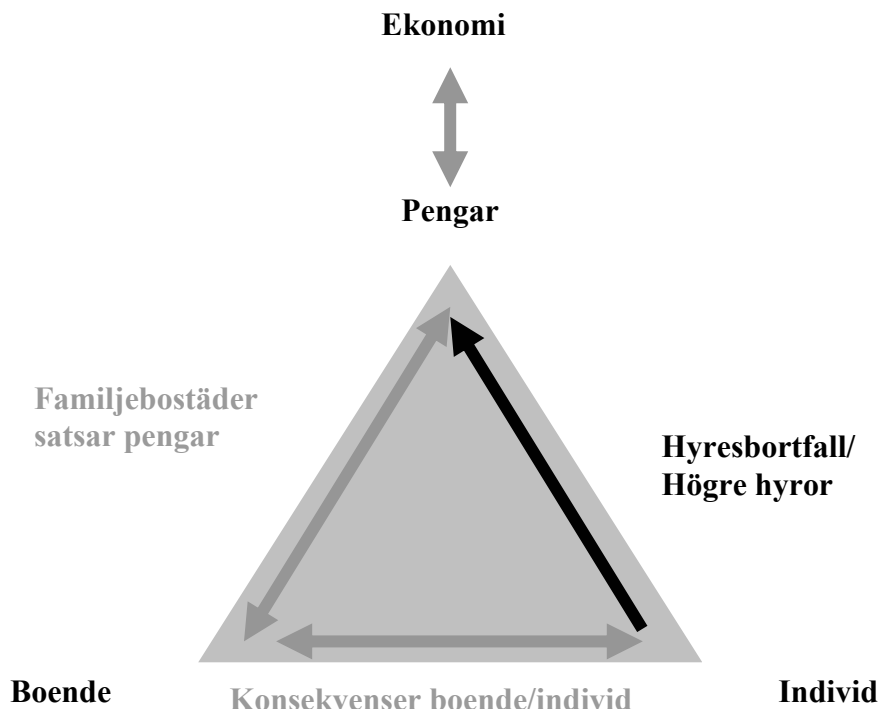 Ekonomi
Pengar
Familjebostäder
satsar pengar
Hyresbortfall/
Högre hyror
Boende
Konsekvenser boende/individ
Individ